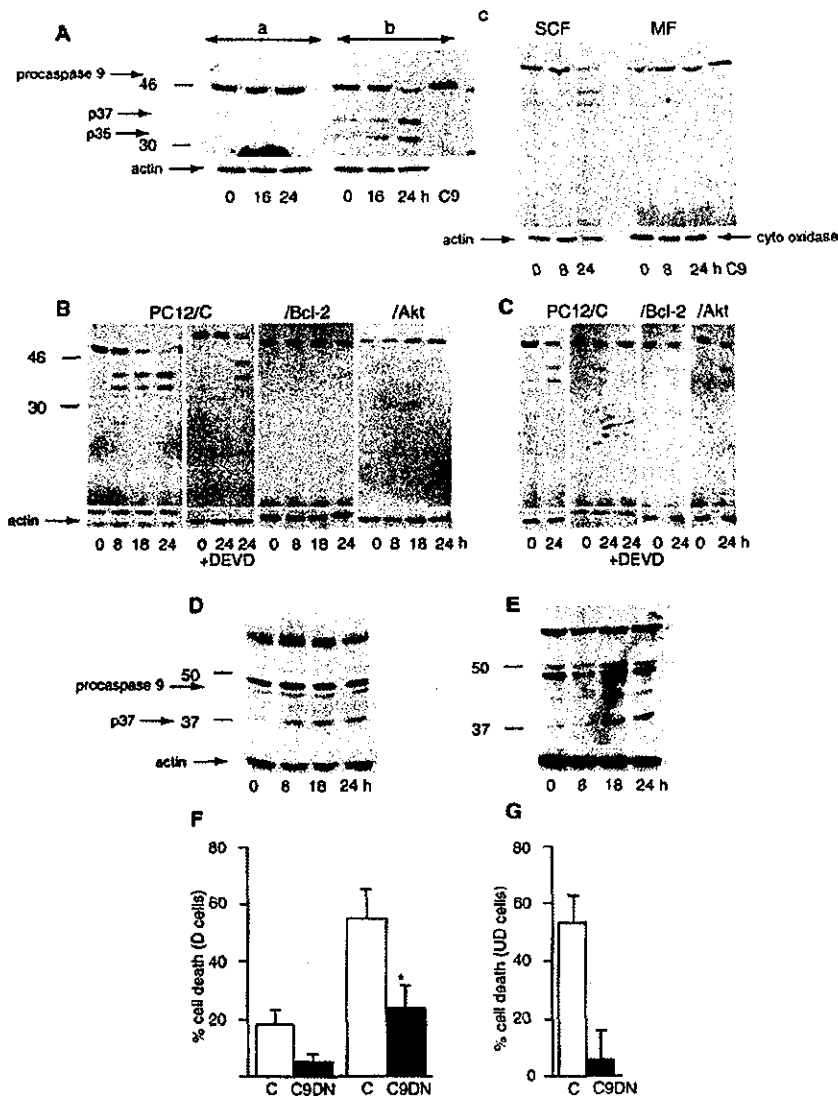 A
a
b
c
SCF
MF
procaspase 9
46
p37
p35
30
actin
0 16 24
0 16 24 h C9
actin
cyto oxidase
0 8 24
0 8 24 h C9
B
PC12/C
/Bcl-2
/Akt
46
30
actin
0 8 18 24
0 24 24
+DEVD
0 8 18 24
0 8 18 24 h
C
PC12/C
/Bcl-2
/Akt
0 24
0 24 24
+DEVD
0 24
0 24 h
D
50
procaspase 9
p37
37
actin
0 8 18 24 h
E
50
37
0 8 18 24 h
F
% cell death (D cells)
80
60
40
20
*
C C9DN
C C9DN
G
% cell death (UD cells)
80
60
40
20
0
C C9DN